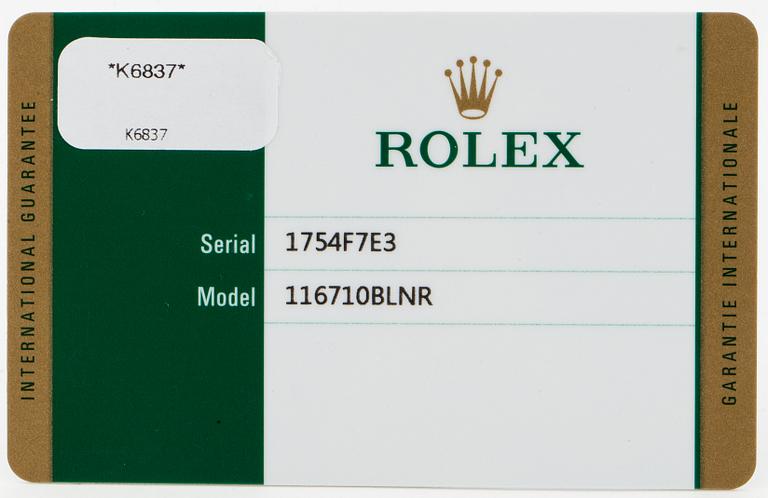 INTERNATIONAL GUARANTEE
*K6837*
K6837
ROLEX
Serial 1754F7E3
Model 116710BLNR
GARANTIE INTERNATIONALE